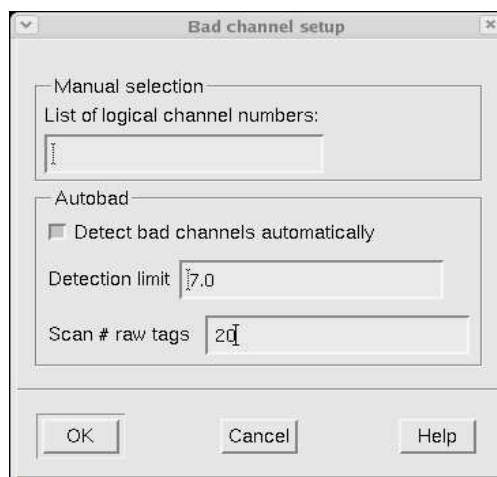 Bad channel setup
Manual selection
List of logical channel numbers:
Autobad
Detect bad channels automatically
Detection limit 7.0
Scan # raw tags 20
OK Cancel Help